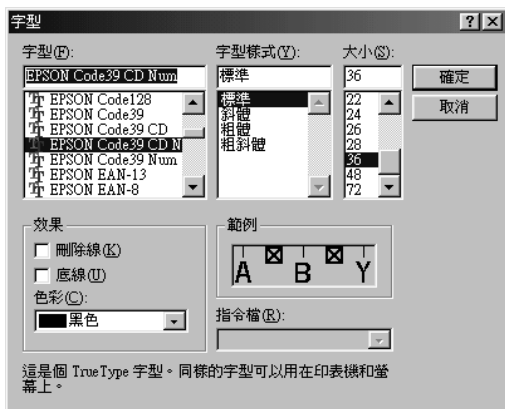 字型
字型(F):
EPSON Code39 CD Num
EPSON Code128
EPSON Code39
EPSON Code39 CD
EPSON Code39 CD N
EPSON Code39 Num
EPSON EAN-13
EPSON EAN-8
字型樣式(Y):
標準
標準
斜體
粗體
粗斜體
大小(S):
36
22
24
26
28
36
48
72
確定
取消
效果
刪除線(K)
底線(U)
色彩(C):
黑色
範例
A B Y
指令檔(R):
這是個 TrueType 字型。同樣的字型可以用在印表機和螢
幕上。